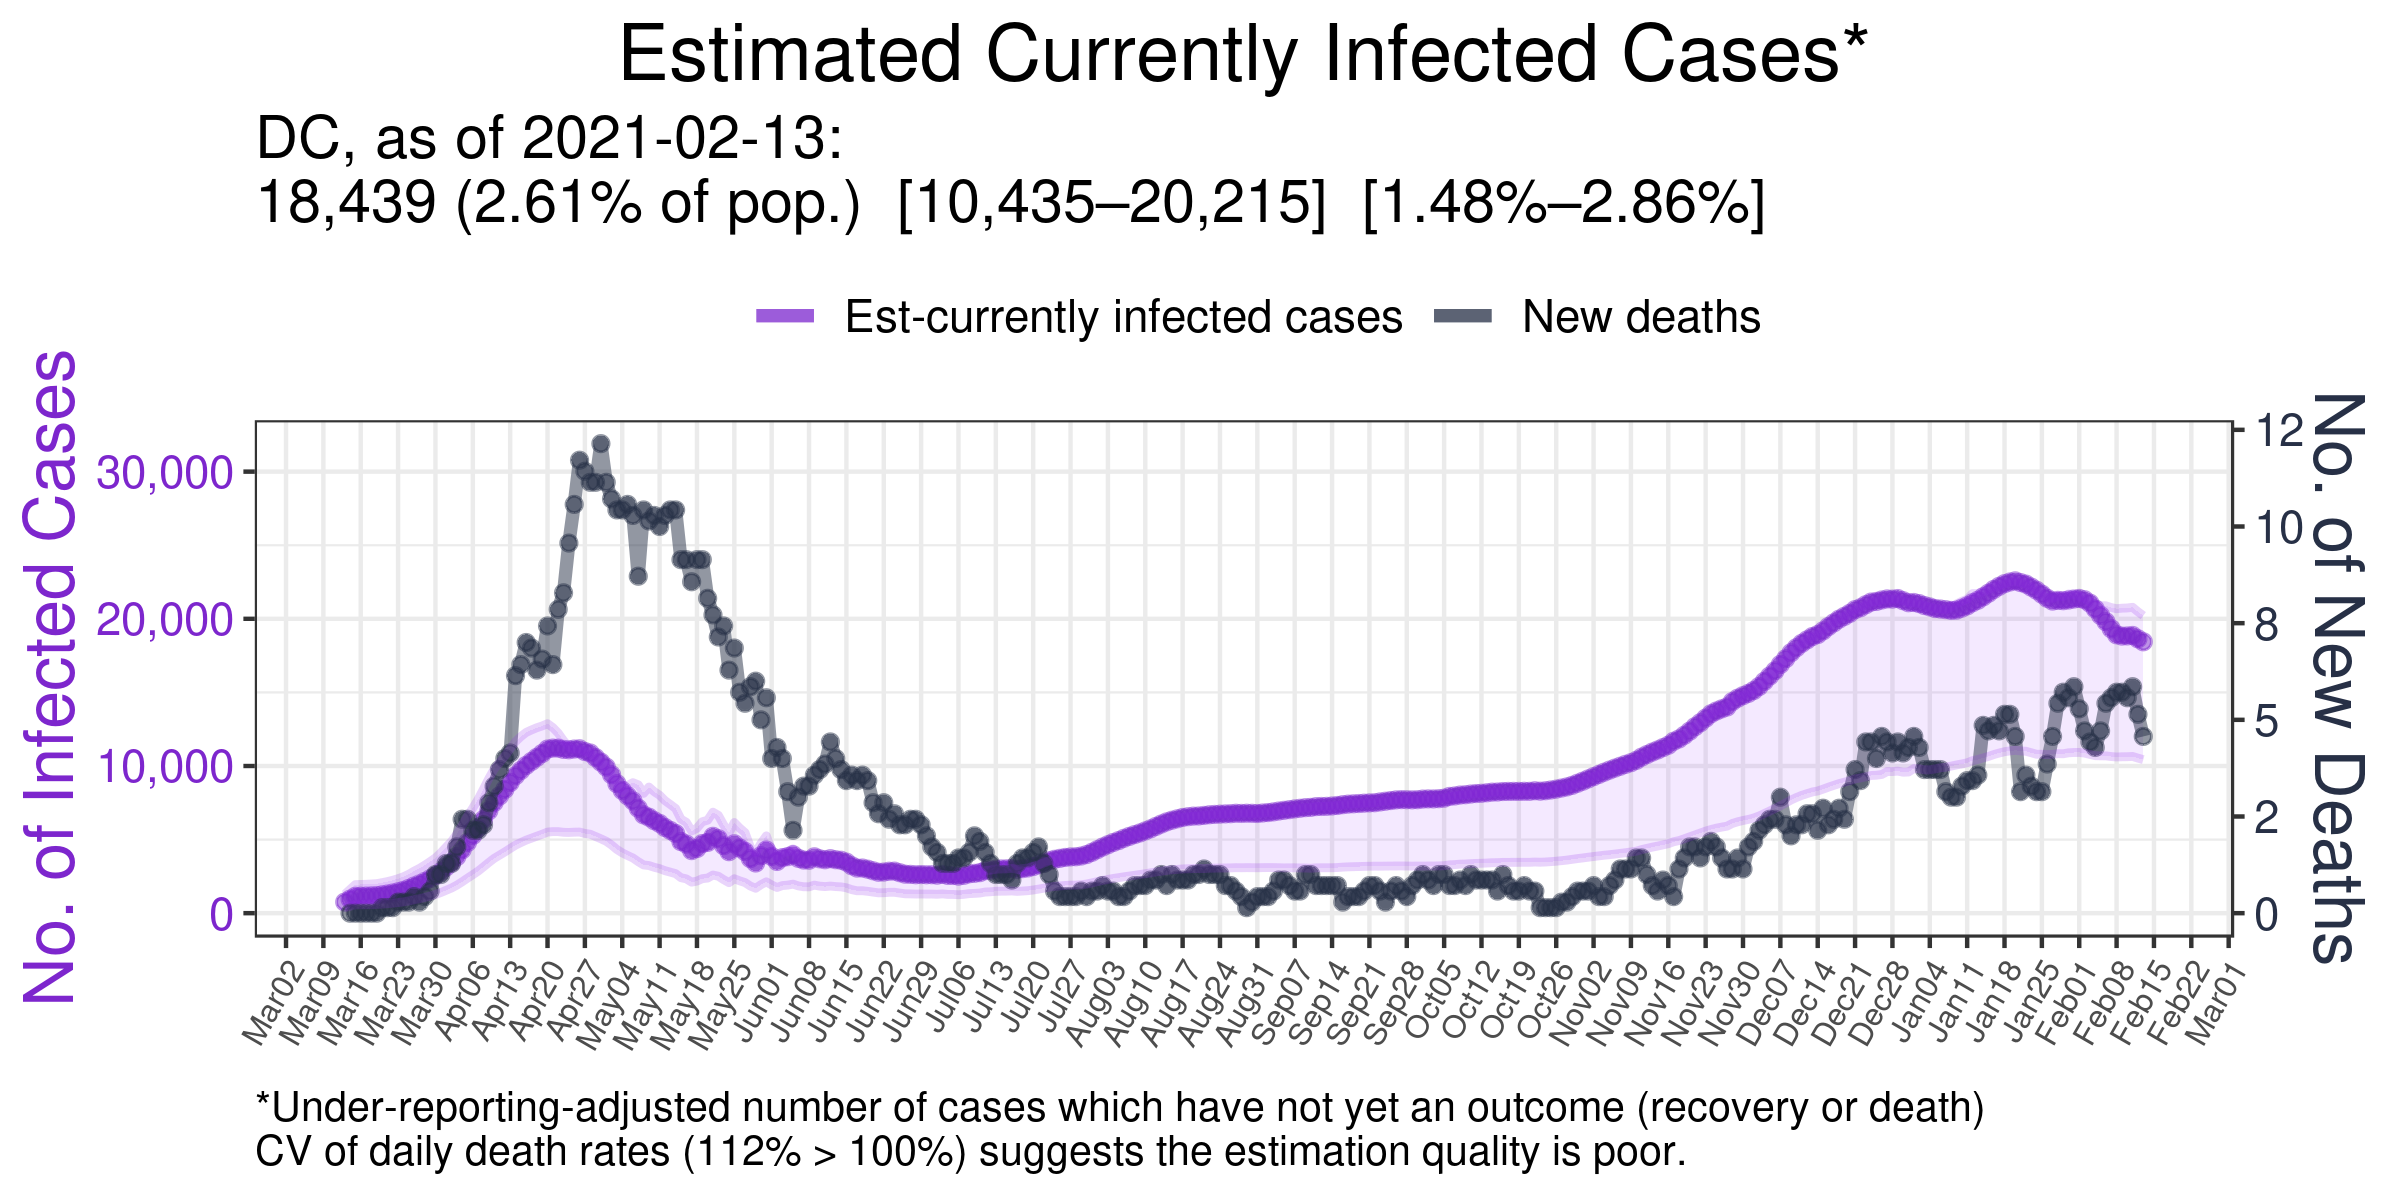 Estimated Currently Infected Cases*
DC, as of 2021-02-13:
18,439 (2.61% of pop.) [10,435–20,215] [1.48%–2.86%]
Est-currently infected cases
New deaths
No. of Infected Cases
30,000
20,000
10,000
0
12
10
8
5
2
0
No. of New Deaths
Mar02
Mar09
Mar16
Mar23
Mar30
Apr06
Apr13
Apr20
Apr27
May04
May11
May18
May25
Jun01
Jun08
Jun15
Jun22
Jun29
Jul06
Jul13
Jul20
Jul27
Aug03
Aug10
Aug17
Aug24
Aug31
Sep07
Sep14
Sep21
Sep28
Oct05
Oct12
Oct19
Oct26
Nov02
Nov09
Nov16
Nov23
Nov30
Dec07
Dec14
Dec21
Dec28
Jan04
Jan11
Jan18
Jan25
Feb01
Feb08
Feb15
Feb22
Mar01
*Under-reporting-adjusted number of cases which have not yet an outcome (recovery or death)
CV of daily death rates (112% > 100%) suggests the estimation quality is poor.